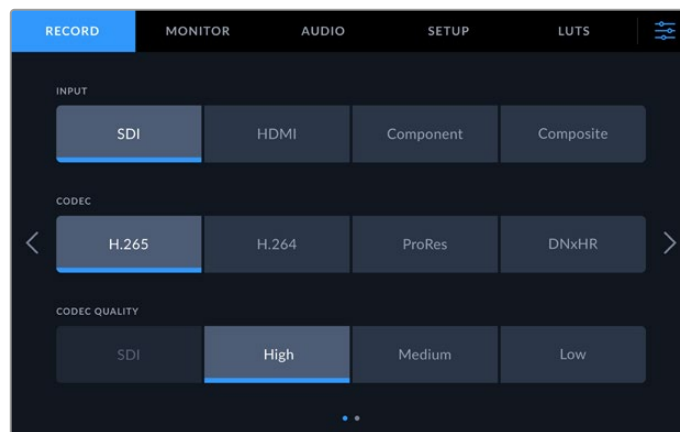 RECORD MONITOR AUDIO SETUP LUTS
INPUT
SDI HDMI Component Composite
CODEC
H.265 H.264 ProRes DNxHR
CODEC QUALITY
SDI High Medium Low